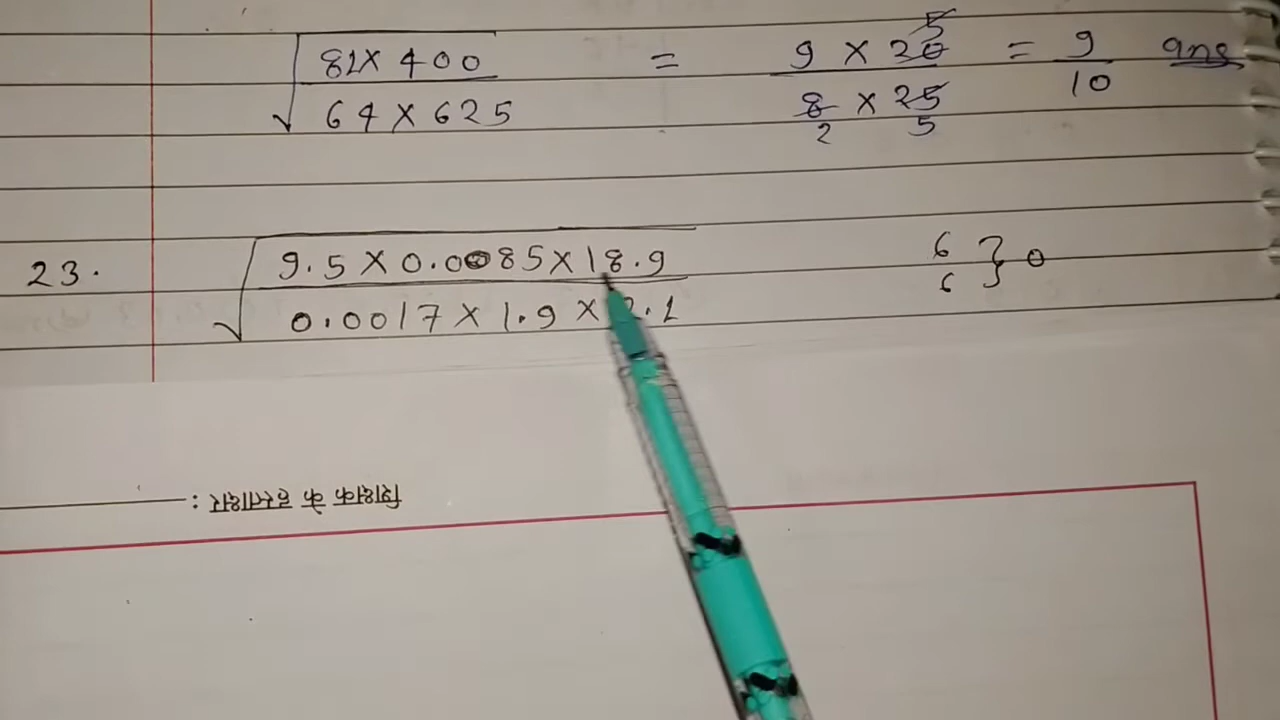 √(81 × 400 / 64 × 625) = 9 × 20 5 / 8 2 × 25 5 = 9/10 ans
23. √(9.5 × 0.0085 × 18.9 / 0.0017 × 1.9 × 2.1) 6 6 } 0
शिक्षक के हस्ताक्षर :